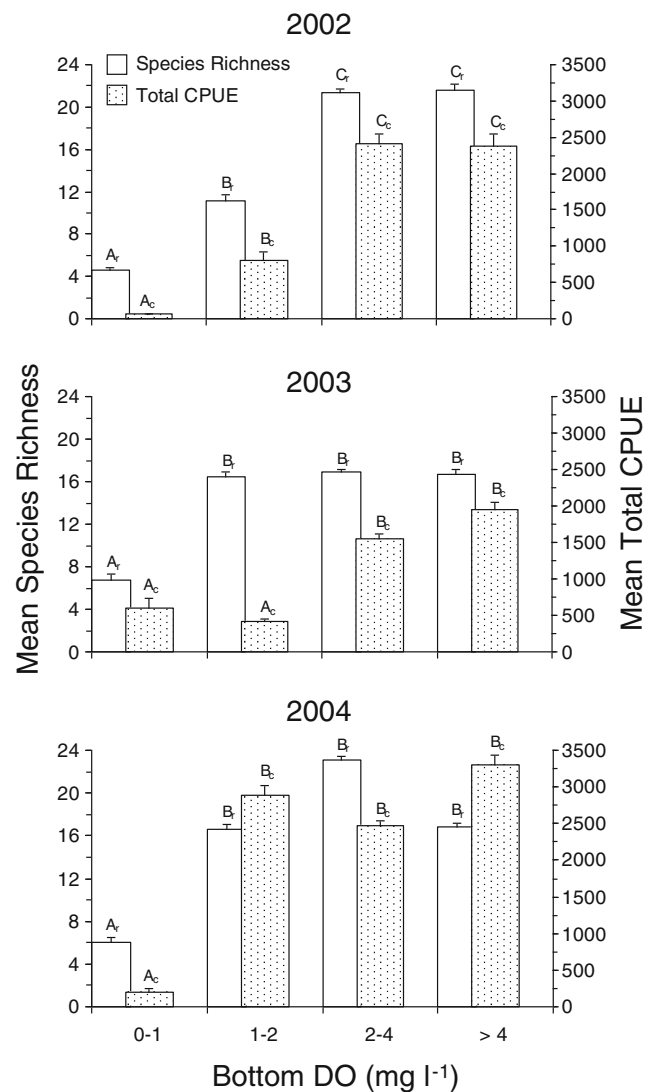 2002
Species Richness
Total CPUE
24 20 16 12 8 4 0
3500 3000 2500 2000 1500 1000 500 0
Ar Ac Br Bc Cr Cc Cr Cc
2003
24 20 16 12 8 4 0
3500 3000 2500 2000 1500 1000 500 0
Ar Ac Br Ac Br Bc Br Bc
Mean Species Richness
Mean Total CPUE
2004
24 20 16 12 8 4 0
3500 3000 2500 2000 1500 1000 500 0
Ar Ac Br Bc Br Bc Br Bc
0-1 1-2 2-4 > 4
Bottom DO (mg l-1)